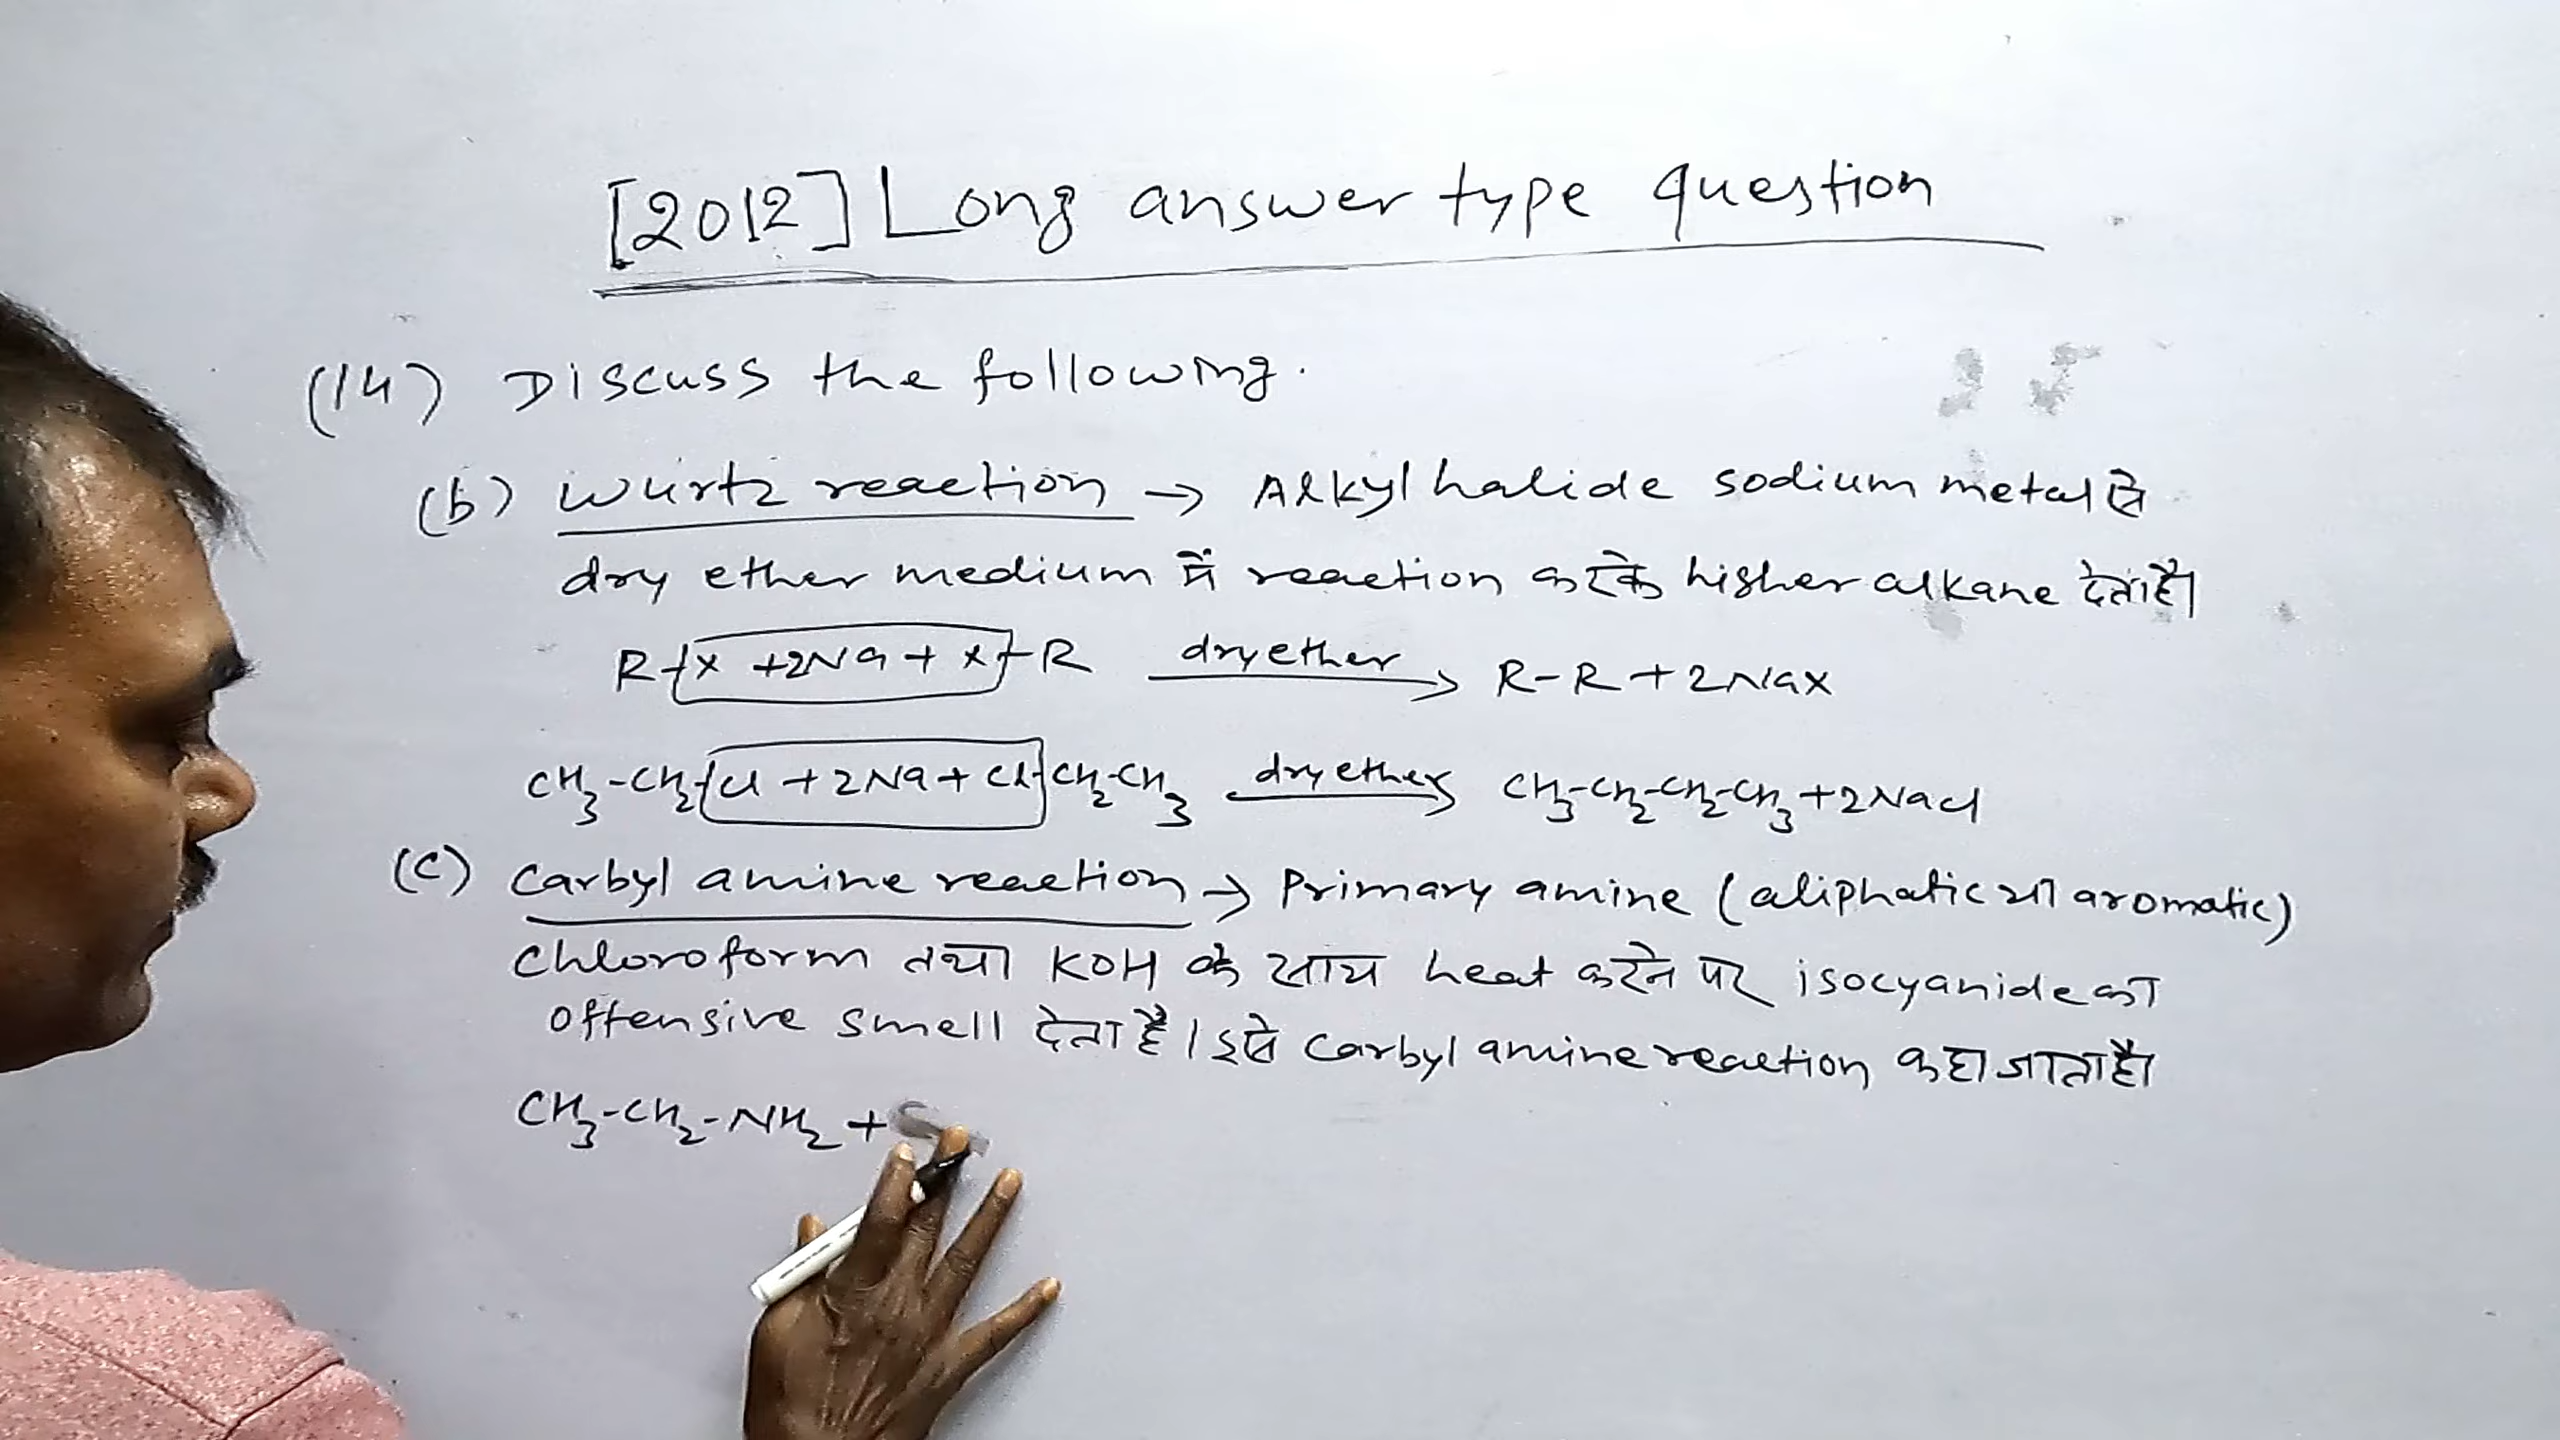 [2012] Long answer type question
(14) Discuss the following.
(b) Wurtz reaction → Alkyl halide sodium metal से
dry ether medium में reaction करके higher alkane देता है।
R-X + 2Na + X-R dry ether → R-R + 2NaX
CH₃-CH₂-Cl + 2Na + Cl-CH₂-CH₃ dry ether → CH₃-CH₂-CH₂-CH₃ + 2NaCl
(c) Carbyl amine reaction → Primary amine (aliphatic या aromatic)
Chloroform तथा KOH के साथ heat करने पर isocyanide का
offensive smell देता है। इसे Carbyl amine reaction कहा जाता है।
CH₃-CH₂-NH₂ +